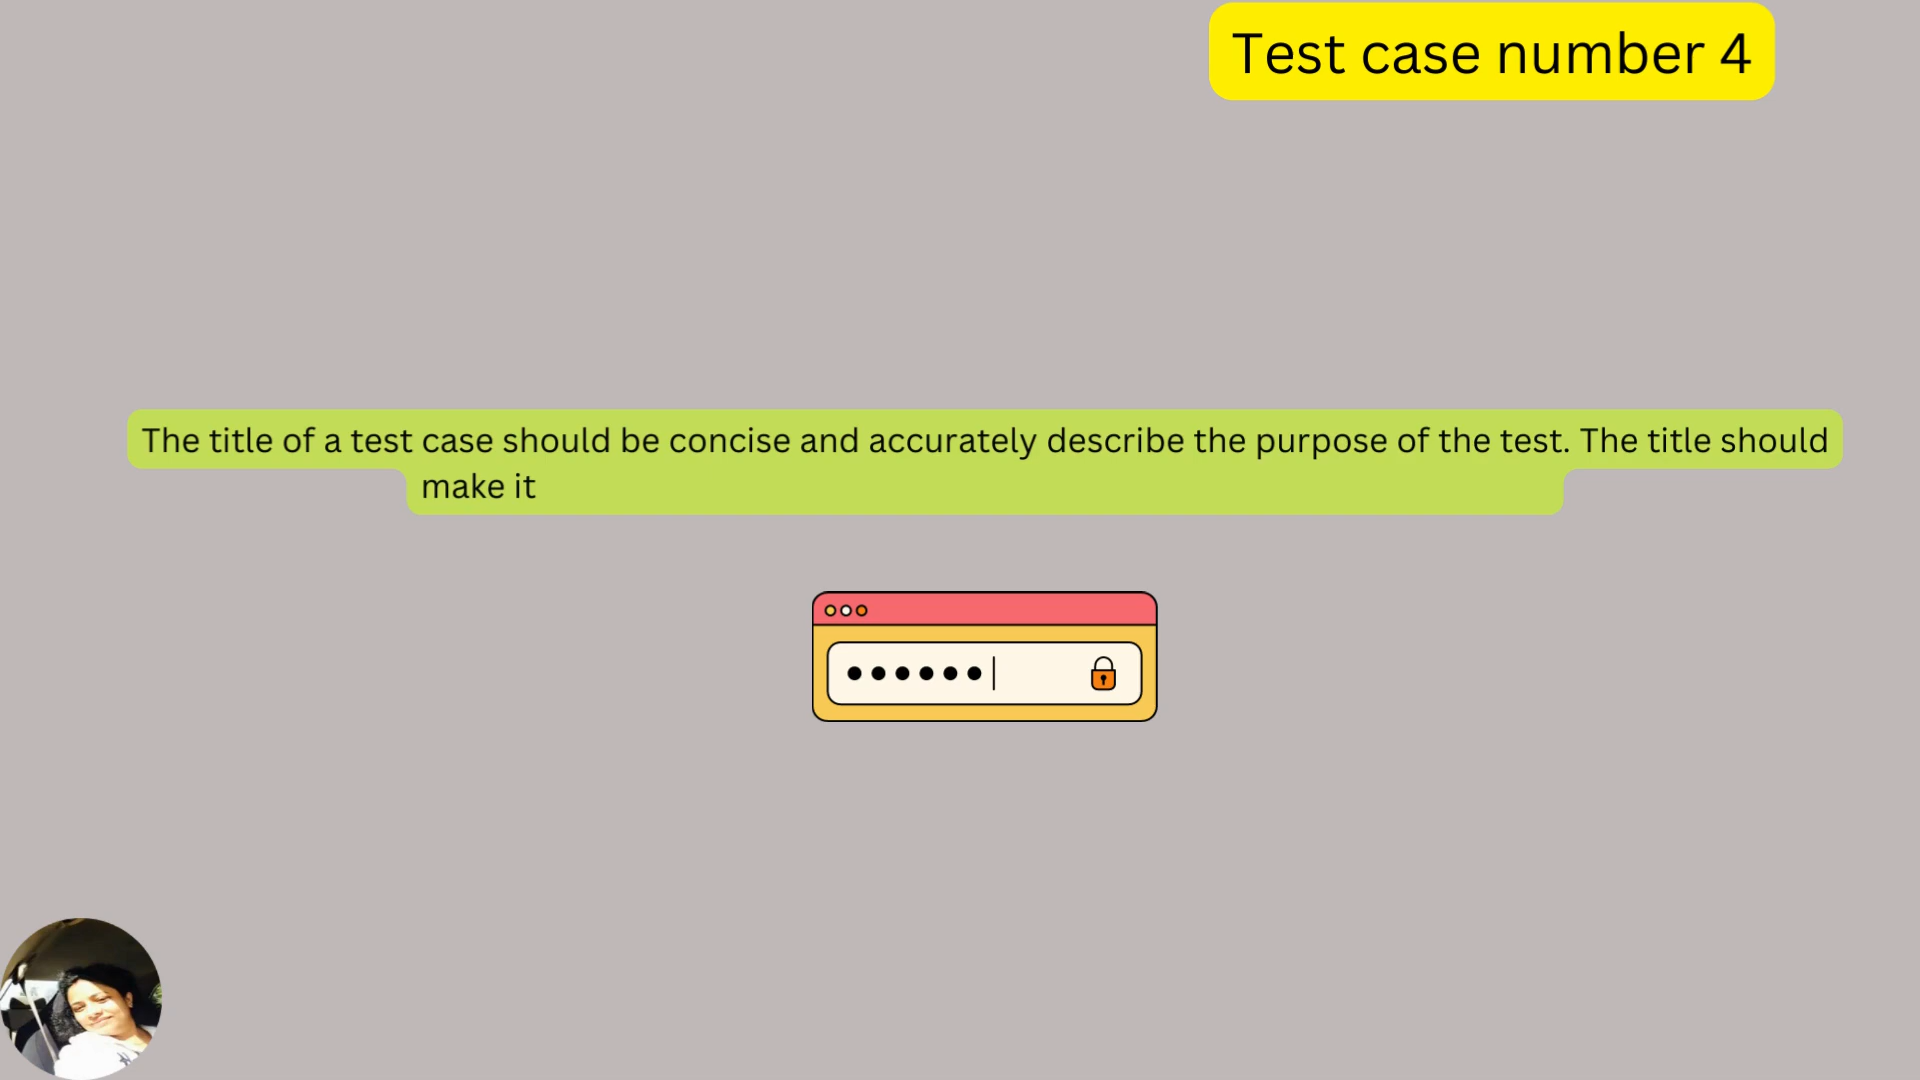 Test case number 4
The title of a test case should be concise and accurately describe the purpose of the test. The title should
make it